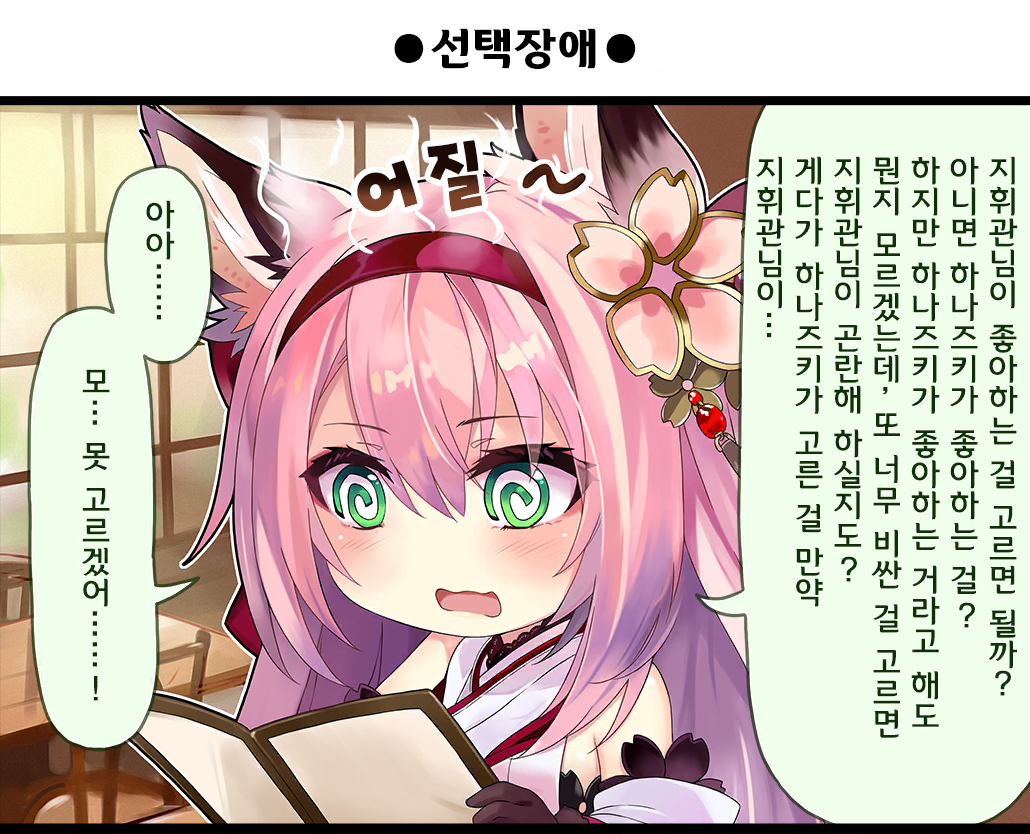 ●선택장애●
지휘관님이 좋아하는 걸 고르면 될까?
아니면 하나즈키가 좋아하는 걸?
하지만 하나즈키가 좋아하는 거라고 해도
뭔지 모르겠는데, 또 너무 비싼 걸 고르면
지휘관님이 곤란해 하실지도?
게다가 하나즈키가 고른 걸 만약
지휘관님이…
어질~
아아……
모… 못 고르겠어……!